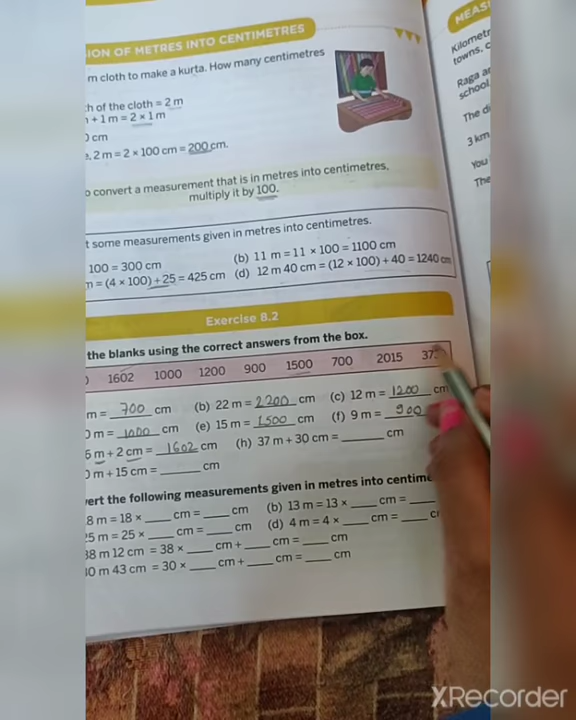 ION OF METRES INTO CENTIMETRES
MEAS
m cloth to make a kurta. How many centimetres
h of the cloth = 2 m
+ 1 m = 2 × 1 m
cm
2 m = 2 × 100 cm = 200 cm.
convert a measurement that is in metres into centimetres,
multiply it by 100.
t some measurements given in metres into centimetres.
100 = 300 cm (b) 11 m = 11 × 100 = 1100 cm
m = (4 × 100) + 25 = 425 cm (d) 12 m 40 cm = (12 × 100) + 40 = 1240 cm
Exercise 8.2
the blanks using the correct answers from the box.
1602 1000 1200 900 1500 700 2015 37
m = 700 cm (b) 22 m = 2200 cm (c) 12 m = 1200 cm
0 m = 1000 cm (e) 15 m = 1500 cm (f) 9 m = 900
6 m + 2 cm = 1602 cm (h) 37 m + 30 cm = ______ cm
0 m + 15 cm = ______ cm
ert the following measurements given in metres into centime
8 m = 18 × ____ cm = ____ cm (b) 13 m = 13 × ____ cm = ____
25 m = 25 × ____ cm = ____ cm (d) 4 m = 4 × ____ cm = ____ c
38 m 12 cm = 38 × ____ cm + ____ cm = ____ cm
30 m 43 cm = 30 × ____ cm + ____ cm = ____ cm
Kilometr
towns, c
Raga a
school
The di
3 km
You
The
XRecorder